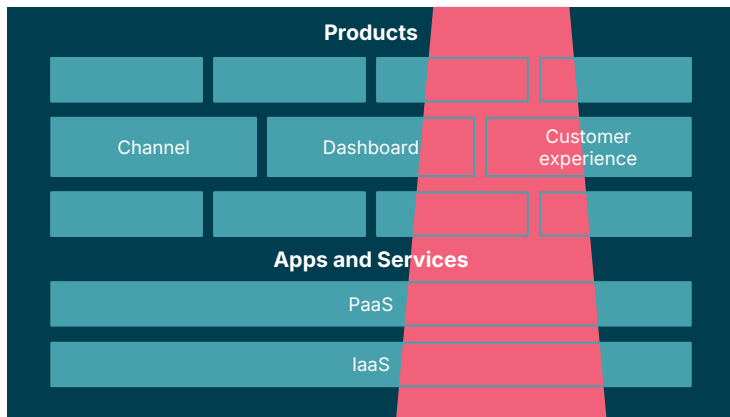 Products
Channel
Dashboard
Customer
experience
Apps and Services
PaaS
IaaS